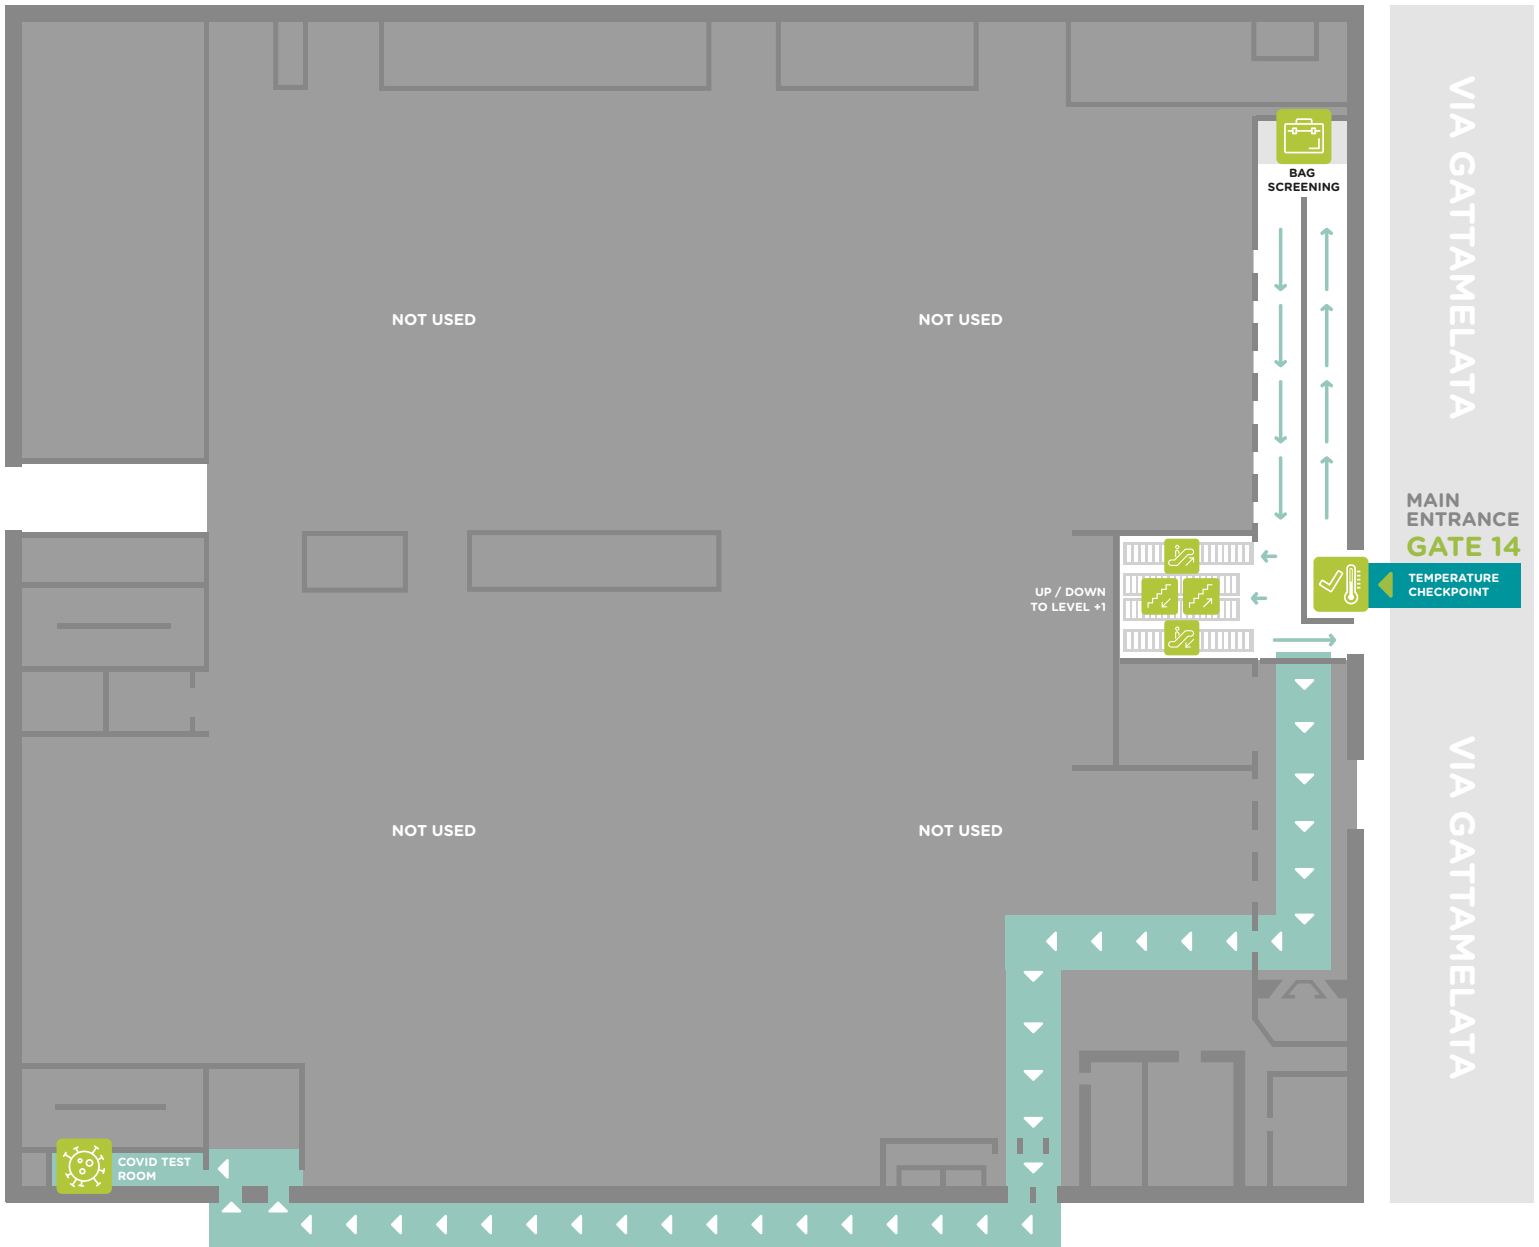 VIA GATTAMELATA
BAG
SCREENING
NOT USED
NOT USED
MAIN
ENTRANCE
GATE 14
TEMPERATURE
CHECKPOINT
UP / DOWN
TO LEVEL +1
VIA GATTAMELATA
NOT USED
NOT USED
COVID TEST
ROOM